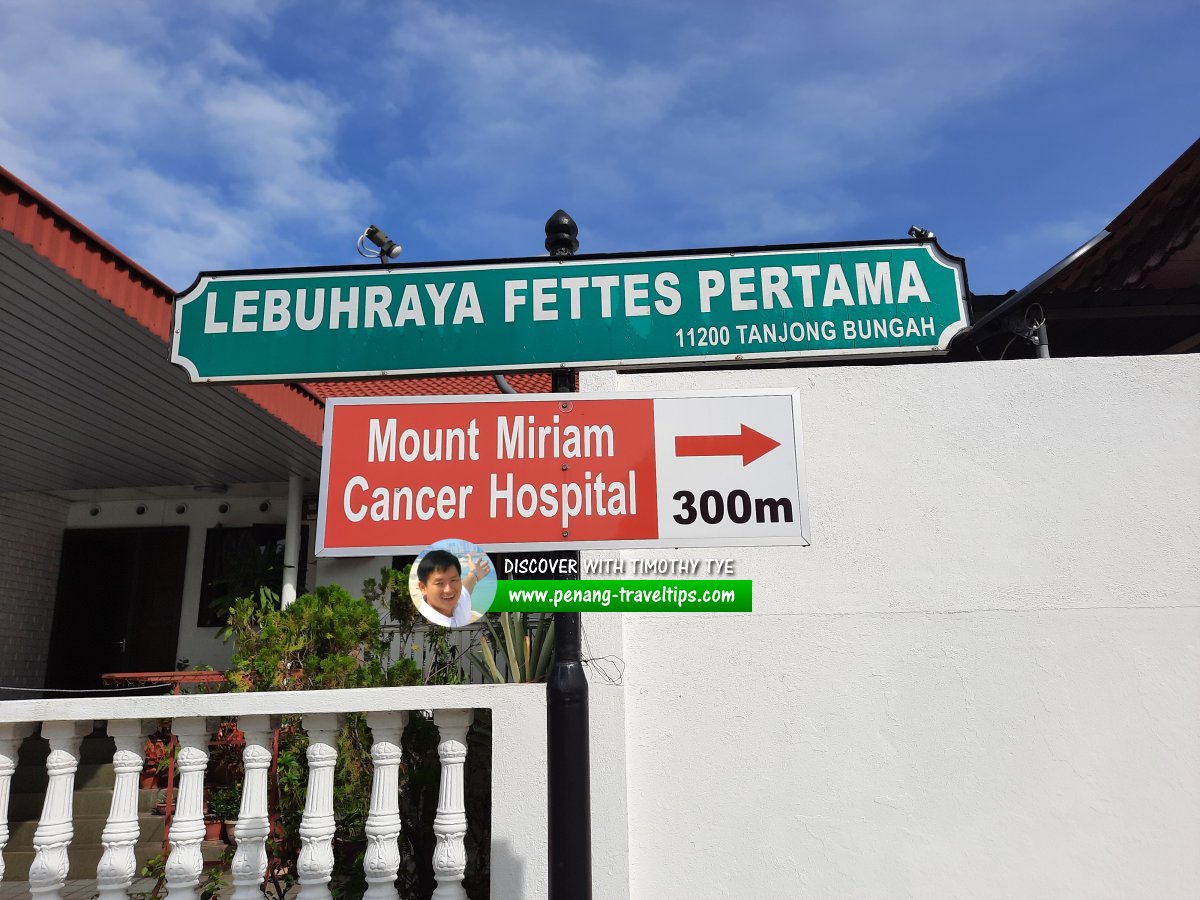 LEBUHRAYA FETTES PERTAMA
11200 TANJONG BUNGAH
Mount Miriam
Cancer Hospital
300m
DISCOVER WITH TIMOTHY TYE
www.penang-traveltips.com